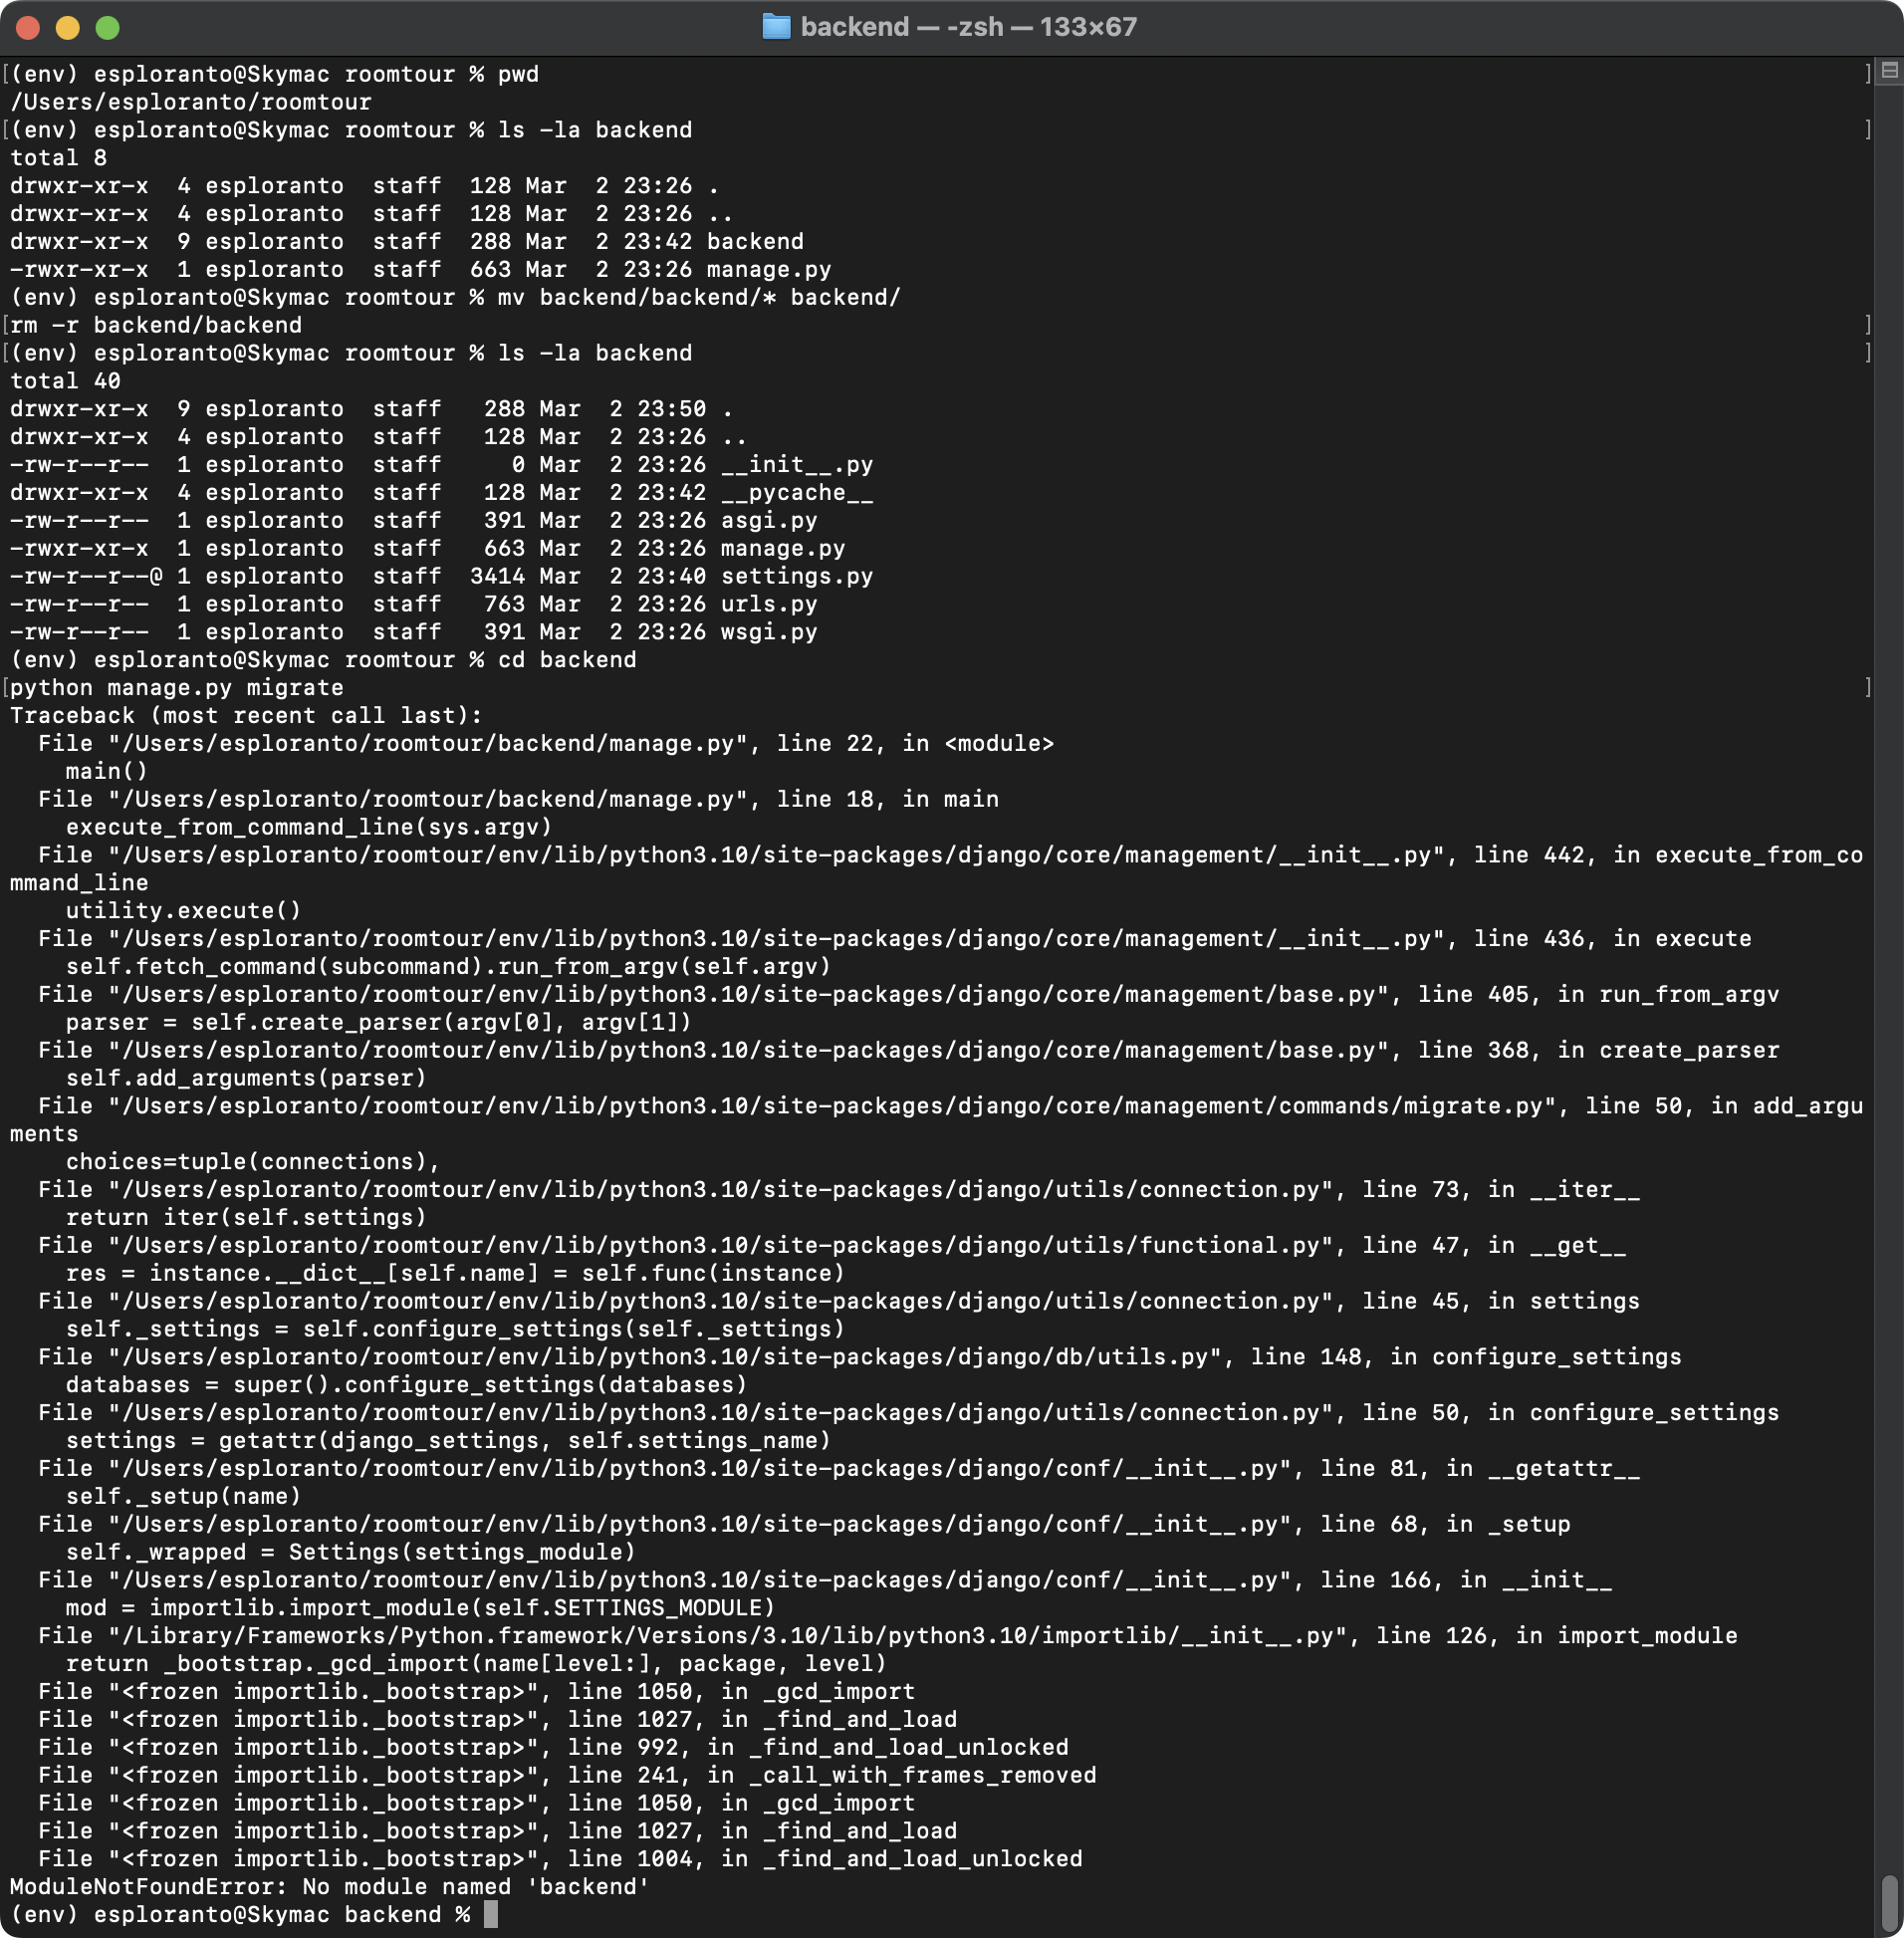 backend — -zsh — 133×67
(env) esploranto@Skymac roomtour % pwd
/Users/esploranto/roomtour
(env) esploranto@Skymac roomtour % ls -la backend
total 8
drwxr-xr-x  4 esploranto  staff  128 Mar  2 23:26 .
drwxr-xr-x  4 esploranto  staff  128 Mar  2 23:26 ..
drwxr-xr-x  9 esploranto  staff  288 Mar  2 23:42 backend
-rwxr-xr-x  1 esploranto  staff  663 Mar  2 23:26 manage.py
(env) esploranto@Skymac roomtour % mv backend/backend/* backend/
rm -r backend/backend
(env) esploranto@Skymac roomtour % ls -la backend
total 40
drwxr-xr-x  9 esploranto  staff   288 Mar  2 23:50 .
drwxr-xr-x  4 esploranto  staff   128 Mar  2 23:26 ..
-rw-r--r--  1 esploranto  staff     0 Mar  2 23:26 __init__.py
drwxr-xr-x  4 esploranto  staff   128 Mar  2 23:42 __pycache__
-rw-r--r--  1 esploranto  staff   391 Mar  2 23:26 asgi.py
-rwxr-xr-x  1 esploranto  staff   663 Mar  2 23:26 manage.py
-rw-r--r--@ 1 esploranto  staff  3414 Mar  2 23:40 settings.py
-rw-r--r--  1 esploranto  staff   763 Mar  2 23:26 urls.py
-rw-r--r--  1 esploranto  staff   391 Mar  2 23:26 wsgi.py
(env) esploranto@Skymac roomtour % cd backend
python manage.py migrate
Traceback (most recent call last):
  File "/Users/esploranto/roomtour/backend/manage.py", line 22, in <module>
    main()
  File "/Users/esploranto/roomtour/backend/manage.py", line 18, in main
    execute_from_command_line(sys.argv)
  File "/Users/esploranto/roomtour/env/lib/python3.10/site-packages/django/core/management/__init__.py", line 442, in execute_from_co
mmand_line
    utility.execute()
  File "/Users/esploranto/roomtour/env/lib/python3.10/site-packages/django/core/management/__init__.py", line 436, in execute
    self.fetch_command(subcommand).run_from_argv(self.argv)
  File "/Users/esploranto/roomtour/env/lib/python3.10/site-packages/django/core/management/base.py", line 405, in run_from_argv
    parser = self.create_parser(argv[0], argv[1])
  File "/Users/esploranto/roomtour/env/lib/python3.10/site-packages/django/core/management/base.py", line 368, in create_parser
    self.add_arguments(parser)
  File "/Users/esploranto/roomtour/env/lib/python3.10/site-packages/django/core/management/commands/migrate.py", line 50, in add_argu
ments
    choices=tuple(connections),
  File "/Users/esploranto/roomtour/env/lib/python3.10/site-packages/django/utils/connection.py", line 73, in __iter__
    return iter(self.settings)
  File "/Users/esploranto/roomtour/env/lib/python3.10/site-packages/django/utils/functional.py", line 47, in __get__
    res = instance.__dict__[self.name] = self.func(instance)
  File "/Users/esploranto/roomtour/env/lib/python3.10/site-packages/django/utils/connection.py", line 45, in settings
    self._settings = self.configure_settings(self._settings)
  File "/Users/esploranto/roomtour/env/lib/python3.10/site-packages/django/db/utils.py", line 148, in configure_settings
    databases = super().configure_settings(databases)
  File "/Users/esploranto/roomtour/env/lib/python3.10/site-packages/django/utils/connection.py", line 50, in configure_settings
    settings = getattr(django_settings, self.settings_name)
  File "/Users/esploranto/roomtour/env/lib/python3.10/site-packages/django/conf/__init__.py", line 81, in __getattr__
    self._setup(name)
  File "/Users/esploranto/roomtour/env/lib/python3.10/site-packages/django/conf/__init__.py", line 68, in _setup
    self._wrapped = Settings(settings_module)
  File "/Users/esploranto/roomtour/env/lib/python3.10/site-packages/django/conf/__init__.py", line 166, in __init__
    mod = importlib.import_module(self.SETTINGS_MODULE)
  File "/Library/Frameworks/Python.framework/Versions/3.10/lib/python3.10/importlib/__init__.py", line 126, in import_module
    return _bootstrap._gcd_import(name[level:], package, level)
  File "<frozen importlib._bootstrap>", line 1050, in _gcd_import
  File "<frozen importlib._bootstrap>", line 1027, in _find_and_load
  File "<frozen importlib._bootstrap>", line 992, in _find_and_load_unlocked
  File "<frozen importlib._bootstrap>", line 241, in _call_with_frames_removed
  File "<frozen importlib._bootstrap>", line 1050, in _gcd_import
  File "<frozen importlib._bootstrap>", line 1027, in _find_and_load
  File "<frozen importlib._bootstrap>", line 1004, in _find_and_load_unlocked
ModuleNotFoundError: No module named 'backend'
(env) esploranto@Skymac backend %